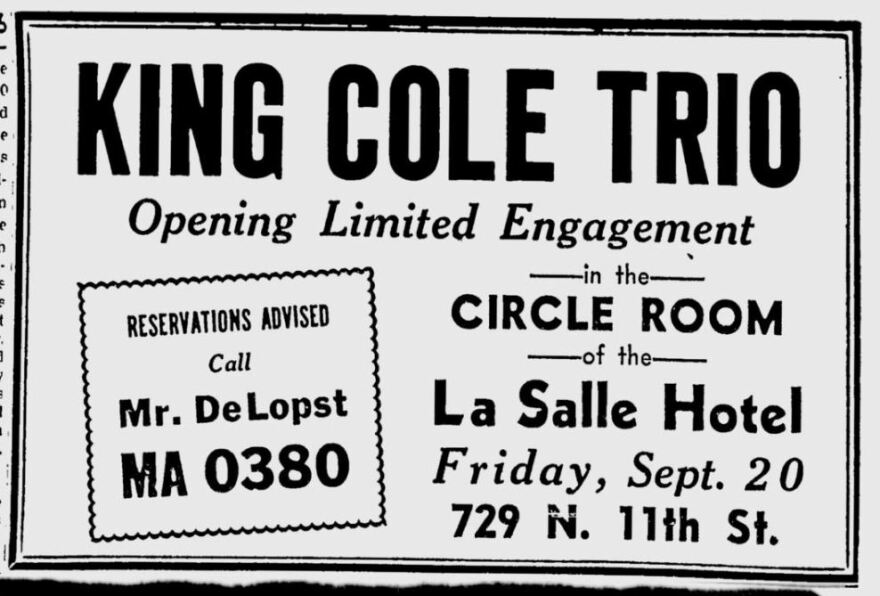 KING COLE TRIO
Opening Limited Engagement
RESERVATIONS ADVISED
Call
Mr. DeLopst
MA 0380
in the
CIRCLE ROOM
of the
La Salle Hotel
Friday, Sept. 20
729 N. 11th St.